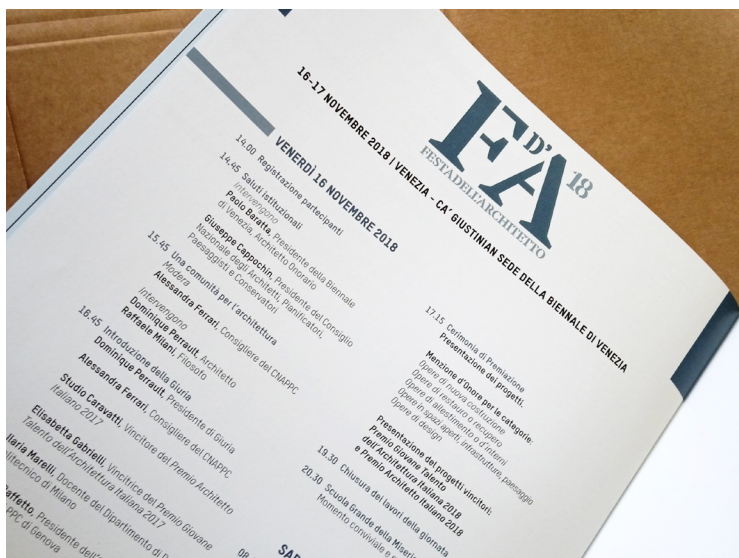 FD'A18
FESTADELL'ARCHITETTO
16-17 NOVEMBRE 2018 | VENEZIA - CA' GIUSTINIAN SEDE DELLA BIENNALE DI VENEZIA
VENERDÌ 16 NOVEMBRE 2018
14.00 Registrazione partecipanti
14.45 Saluti istituzionali
Intervengono
Paolo Baratta, Presidente della Biennale
di Venezia, Architetto Onorario
Giuseppe Cappochin, Presidente del Consiglio
Nazionale degli Architetti, Pianificatori,
Paesaggisti e Conservatori
15.45 Una comunità per l'architettura
Modera
Alessandra Ferrari, Consigliere del CNAPPC
Intervengono
Dominique Perrault, Architetto
Raffaele Milani, Filosofo
16.45 Introduzione della Giuria
Dominique Perrault, Presidente di Giuria
Alessandra Ferrari, Consigliere del CNAPPC
Studio Caravatti, Vincitore del Premio Architetto
Italiano 2017
Elisabetta Gabrielli, Vincitrice del Premio Giovane
Talento dell'Architettura Italiana 2017
Ilaria Marelli, Docente del Dipartimento di
di Milano
Presidente
di Genova
17.15 Cerimonia di Premiazione
Presentazione dei progetti,
Menzione d'Onore per le categorie:
Opere di nuova costruzione
Opere di restauro o recupero
Opere di allestimento o d'interni
Opere in spazi aperti, infrastrutture, paesaggio
Opere di design
Presentazione dei progetti vincitori:
Premio Giovane Talento
dell'Architettura Italiana 2018
e Premio Architetto Italiano 2018
19.30 Chiusura dei lavori della giornata
20.30 Scuola Grande della
Momento conviviale e